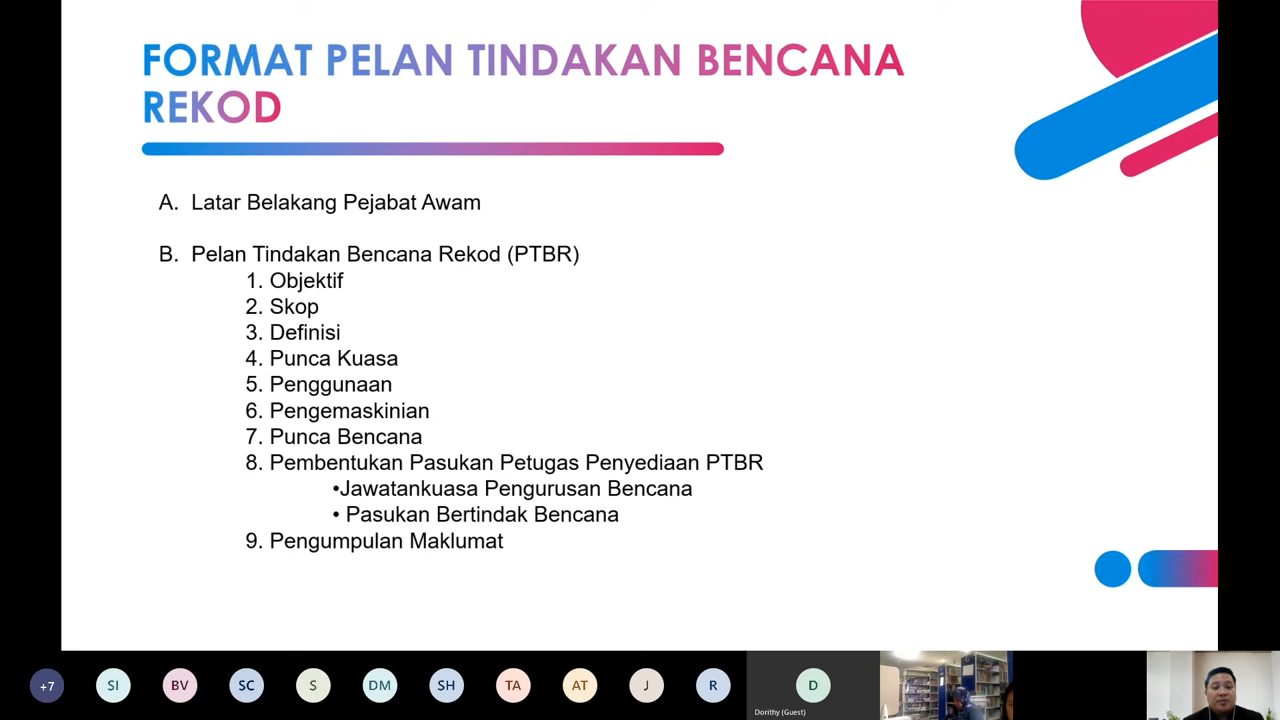 FORMAT PELAN TINDAKAN BENCANA
REKOD
A. Latar Belakang Pejabat Awam
B. Pelan Tindakan Bencana Rekod (PTBR)
1. Objektif
2. Skop
3. Definisi
4. Punca Kuasa
5. Penggunaan
6. Pengemaskinian
7. Punca Bencana
8. Pembentukan Pasukan Petugas Penyediaan PTBR
•Jawatankuasa Pengurusan Bencana
• Pasukan Bertindak Bencana
9. Pengumpulan Maklumat
+7 SI BV SC S DM SH TA AT J R D
Dorithy (Guest)